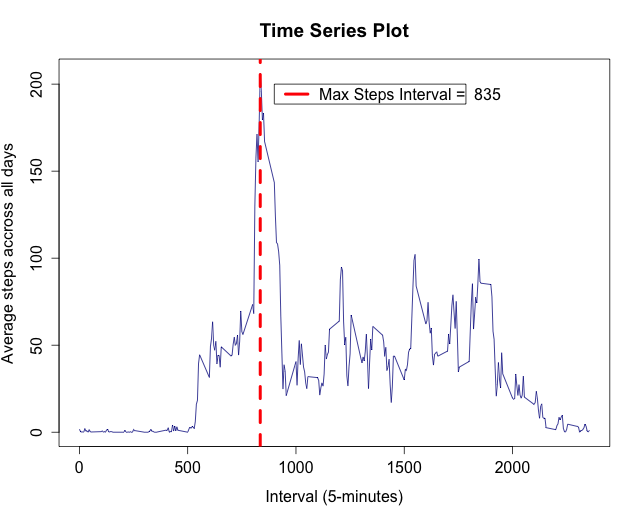 Time Series Plot
Max Steps Interval = 835
Average steps accross all days
0
50
100
150
200
0
500
1000
1500
2000
Interval (5-minutes)